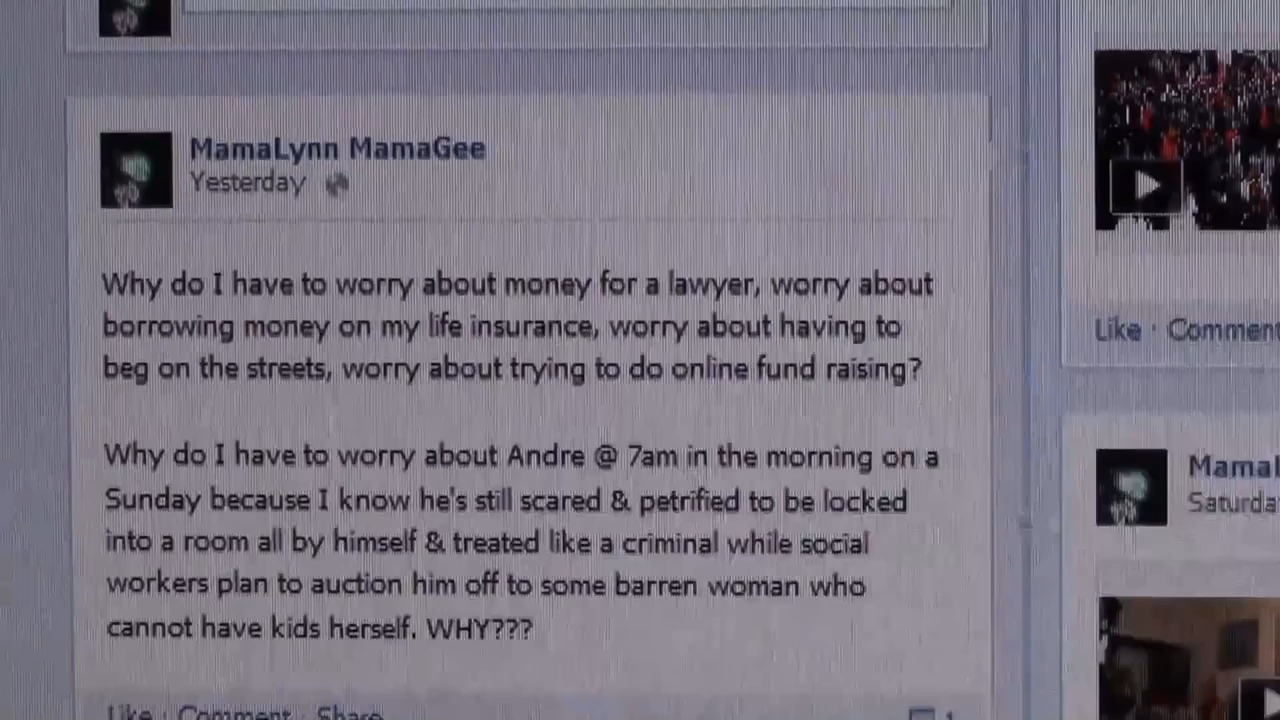 MamaLynn MamaGee
Yesterday
Why do I have to worry about money for a lawyer, worry about
borrowing money on my life insurance, worry about having to
beg on the streets, worry about trying to do online fund raising?
Why do I have to worry about Andre @ 7am in the morning on a
Sunday because I know he's still scared & petrified to be locked
into a room all by himself & treated like a criminal while social
workers plan to auction him off to some barren woman who
cannot have kids herself. WHY???
Like · Comment · Share
Like ·